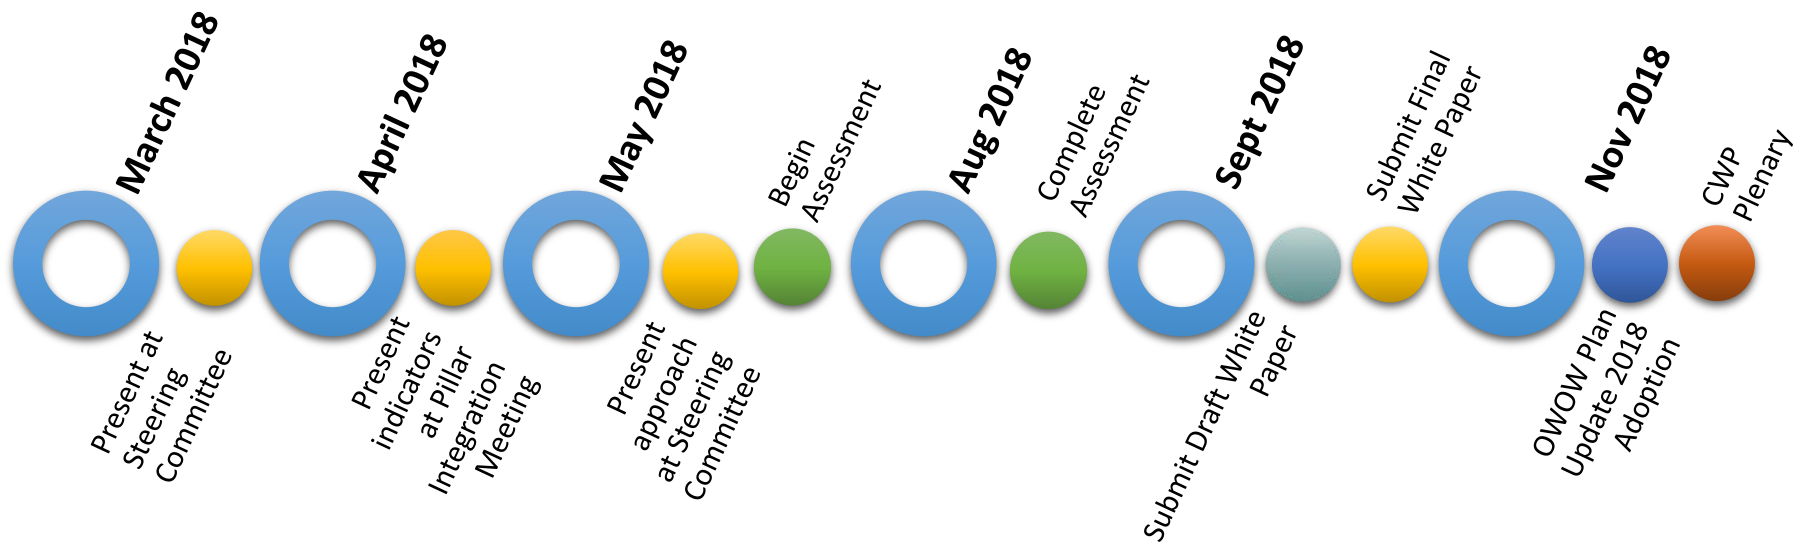 March 2018
Present at
Steering
Committee
April 2018
Present
indicators
at Pillar
Integration
Meeting
May 2018
Present
approach
at Steering
Committee
Begin
Assessment
Aug 2018
Complete
Assessment
Sept 2018
Submit Draft White
Paper
Submit Final
White Paper
Nov 2018
OWOW Plan
Update 2018
Adoption
CWP
Plenary